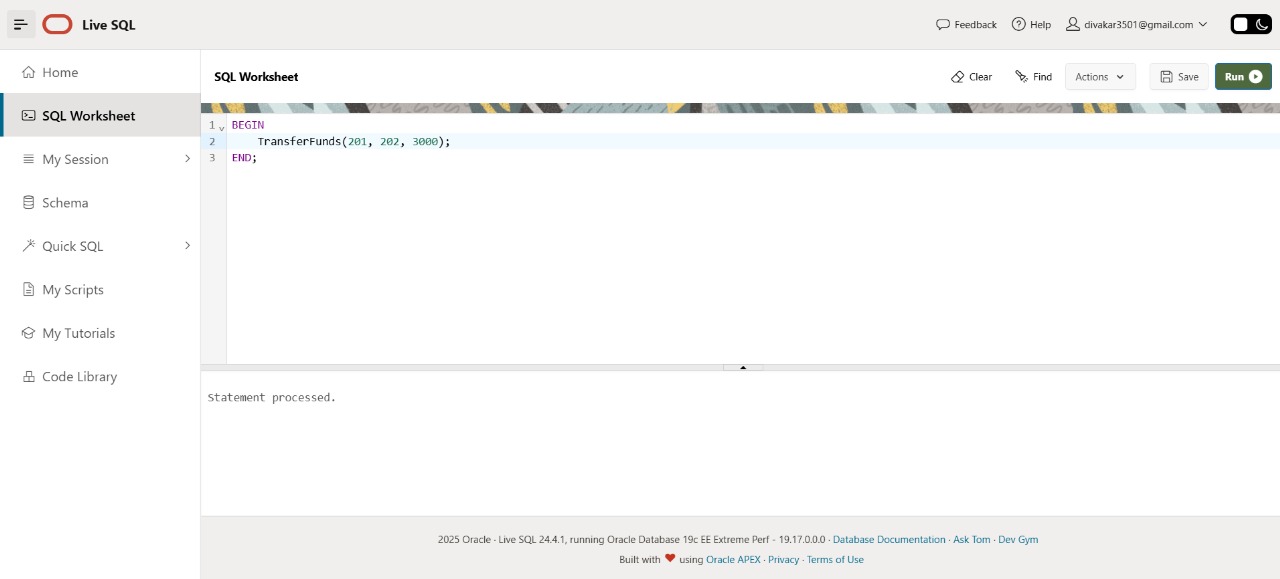 Live SQL
Feedback Help divakar3501@gmail.com
Home
SQL Worksheet
My Session
Schema
Quick SQL
My Scripts
My Tutorials
Code Library
SQL Worksheet
Clear Find Actions Save Run
1 BEGIN
2 TransferFunds(201, 202, 3000);
3 END;
Statement processed.
2025 Oracle · Live SQL 24.4.1, running Oracle Database 19c EE Extreme Perf - 19.17.0.0.0 · Database Documentation · Ask Tom · Dev Gym
Built with ❤ using Oracle APEX · Privacy · Terms of Use